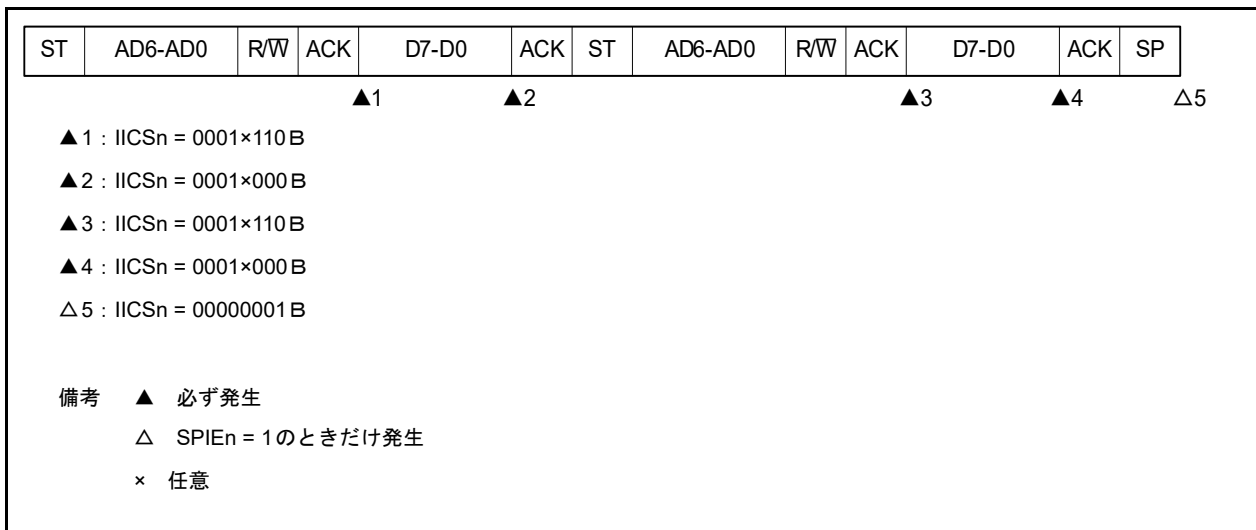 ST AD6-AD0 R/W̅ ACK D7-D0 ACK ST AD6-AD0 R/W̅ ACK D7-D0 ACK SP
▲1 ▲2 ▲3 ▲4 △5
▲1：IICSn = 0001×110B
▲2：IICSn = 0001×000B
▲3：IICSn = 0001×110B
▲4：IICSn = 0001×000B
△5：IICSn = 00000001B
備考 ▲ 必ず発生
△ SPIEn = 1のときだけ発生
× 任意